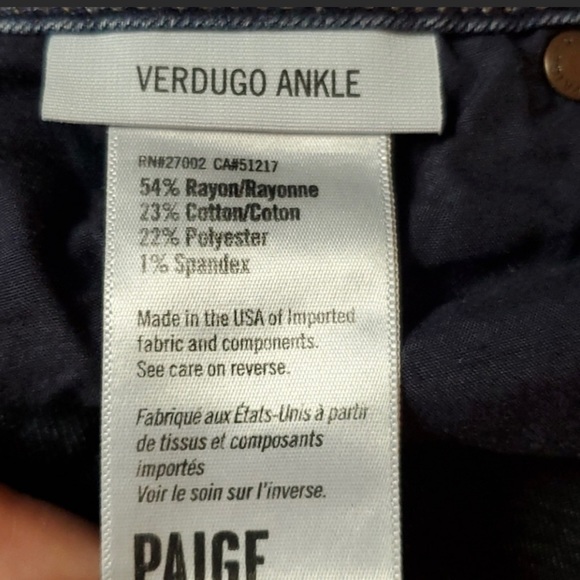 VERDUGO ANKLE
RN#27002 CA#51217
54% Rayon/Rayonne
23% Cotton/Coton
22% Polyester
1% Spandex
Made in the USA of Imported
fabric and components.
See care on reverse.
Fabriqué aux États-Unis à partir
de tissus et composants
importés
Voir le soin sur l'inverse.
PAIGE